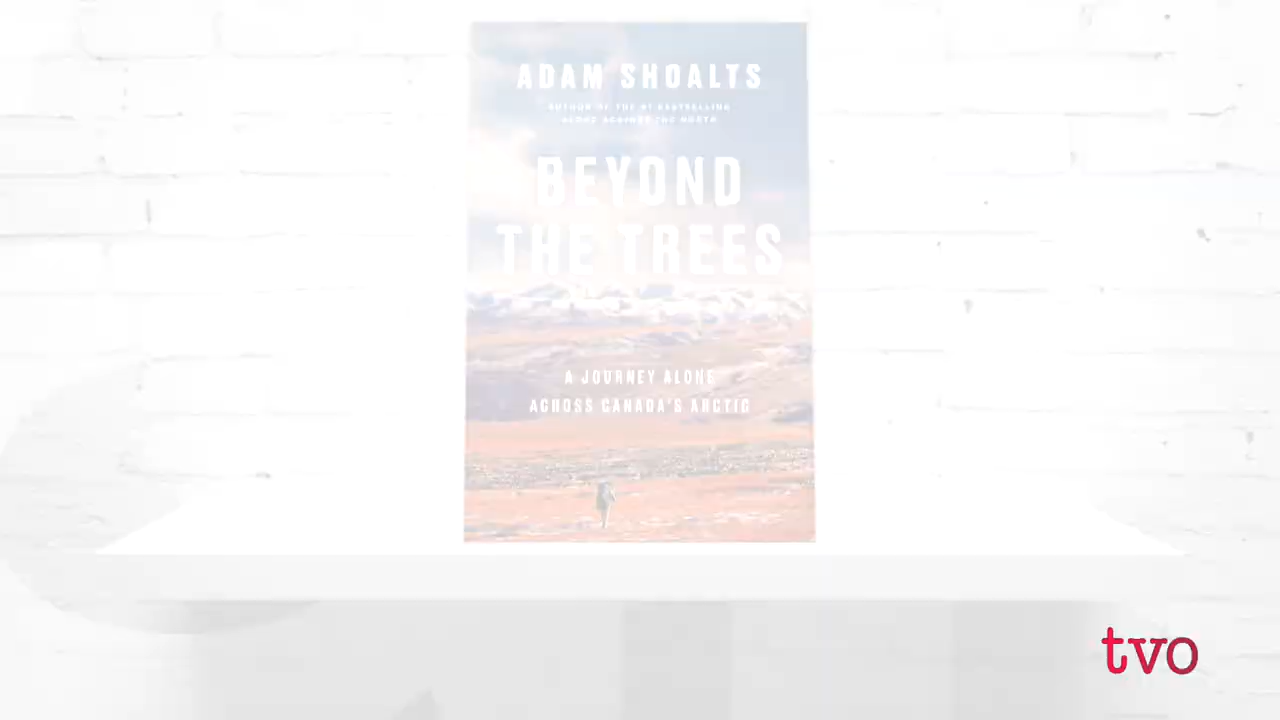 ADAM SHOALTS
AUTHOR OF THE #1 BESTSELLING
ALONE AGAINST THE NORTH
BEYOND
THE TREES
A JOURNEY ALONE
ACROSS CANADA'S ARCTIC
tvo